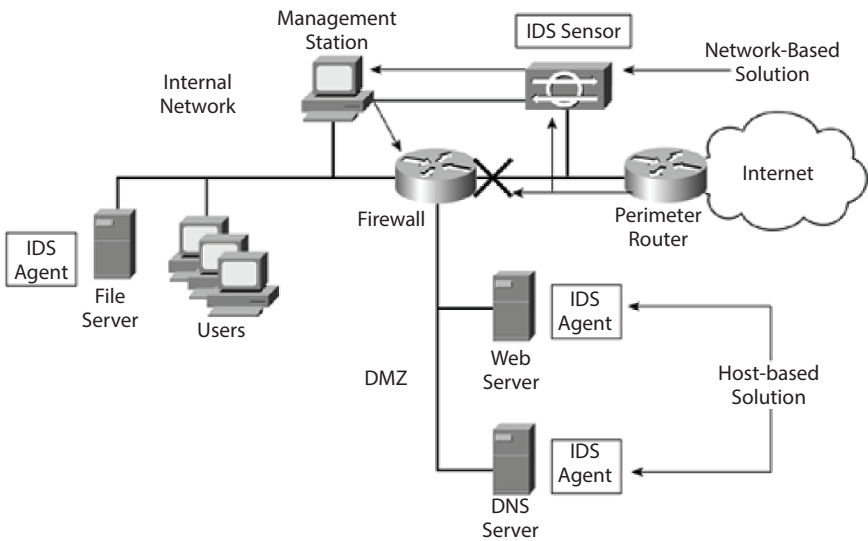 Management
Station
IDS Sensor
Network-Based
Solution
Internal
Network
Internet
Firewall
Perimeter
Router
IDS
Agent
File
Server
Users
IDS
Agent
Web
Server
DMZ
Host-based
Solution
IDS
Agent
DNS
Server